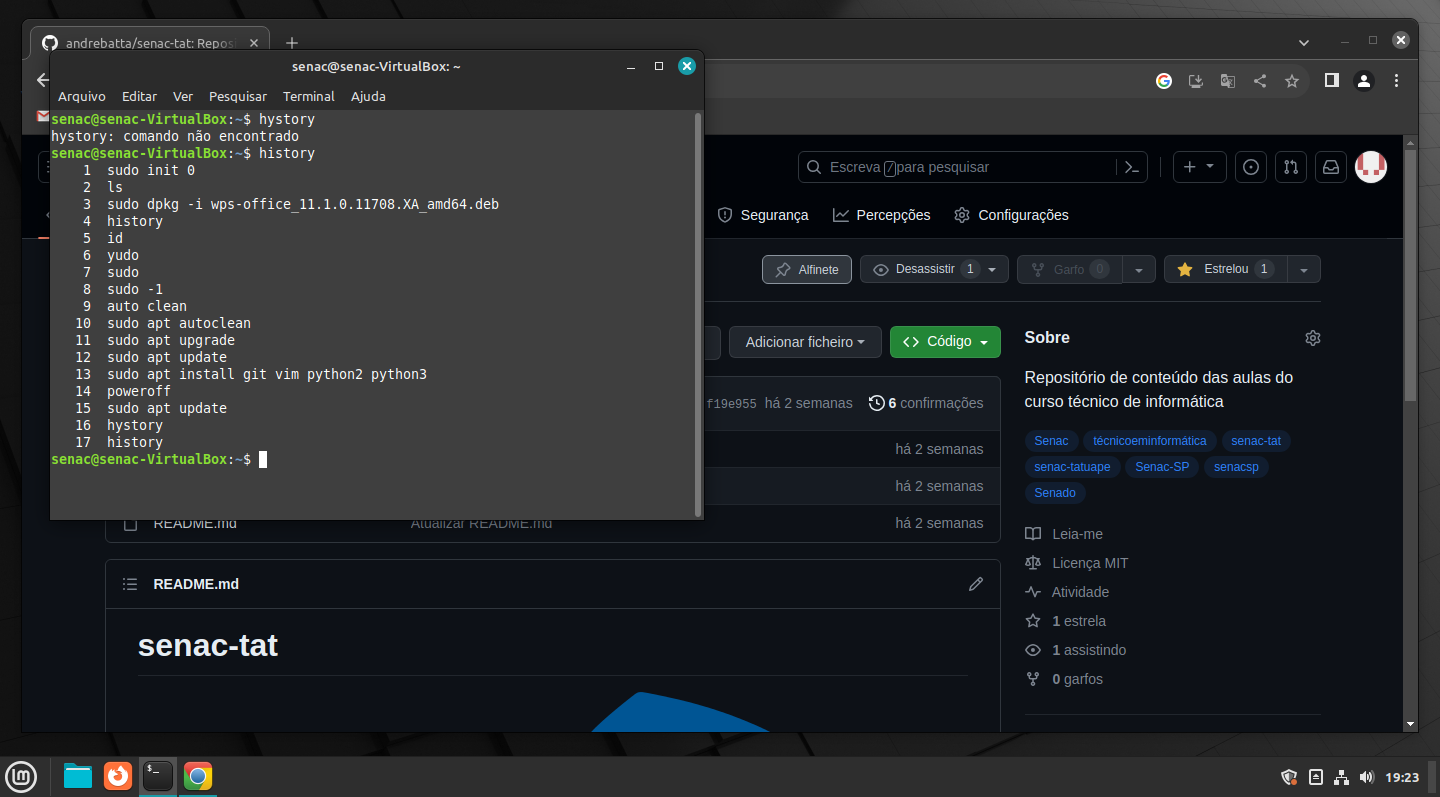 andrebatta/senac-tat: Repos
senac@senac-VirtualBox: ~
Arquivo Editar Ver Pesquisar Terminal Ajuda
senac@senac-VirtualBox:~$ hystory
hystory: comando não encontrado
senac@senac-VirtualBox:~$ history
1 sudo init 0
2 ls
3 sudo dpkg -i wps-office_11.1.0.11708.XA_amd64.deb
4 history
5 id
6 yudo
7 sudo
8 sudo -1
9 auto clean
10 sudo apt autoclean
11 sudo apt upgrade
12 sudo apt update
13 sudo apt install git vim python2 python3
14 poweroff
15 sudo apt update
16 hystory
17 history
senac@senac-VirtualBox:~$
Escreva / para pesquisar
Segurança Percepções Configurações
Alfinete Desassistir 1 Garfo 0 Estrelou 1
Adicionar ficheiro Código
f19e955 há 2 semanas 6 confirmações
há 2 semanas
há 2 semanas
README.md Atualizar README.md há 2 semanas
README.md
senac-tat
Sobre
Repositório de conteúdo das aulas do
curso técnico de informática
Senac técnicoeminformática senac-tat
senac-tatuape Senac-SP senacsp
Senado
Leia-me
Licença MIT
Atividade
1 estrela
1 assistindo
0 garfos
19:23